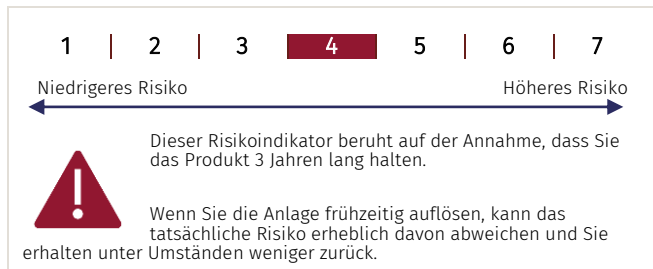 1 | 2 | 3 | 4 | 5 | 6 | 7
Niedrigeres Risiko Höheres Risiko
Dieser Risikoindikator beruht auf der Annahme, dass Sie
das Produkt 3 Jahren lang halten.
Wenn Sie die Anlage frühzeitig auflösen, kann das
tatsächliche Risiko erheblich davon abweichen und Sie
erhalten unter Umständen weniger zurück.